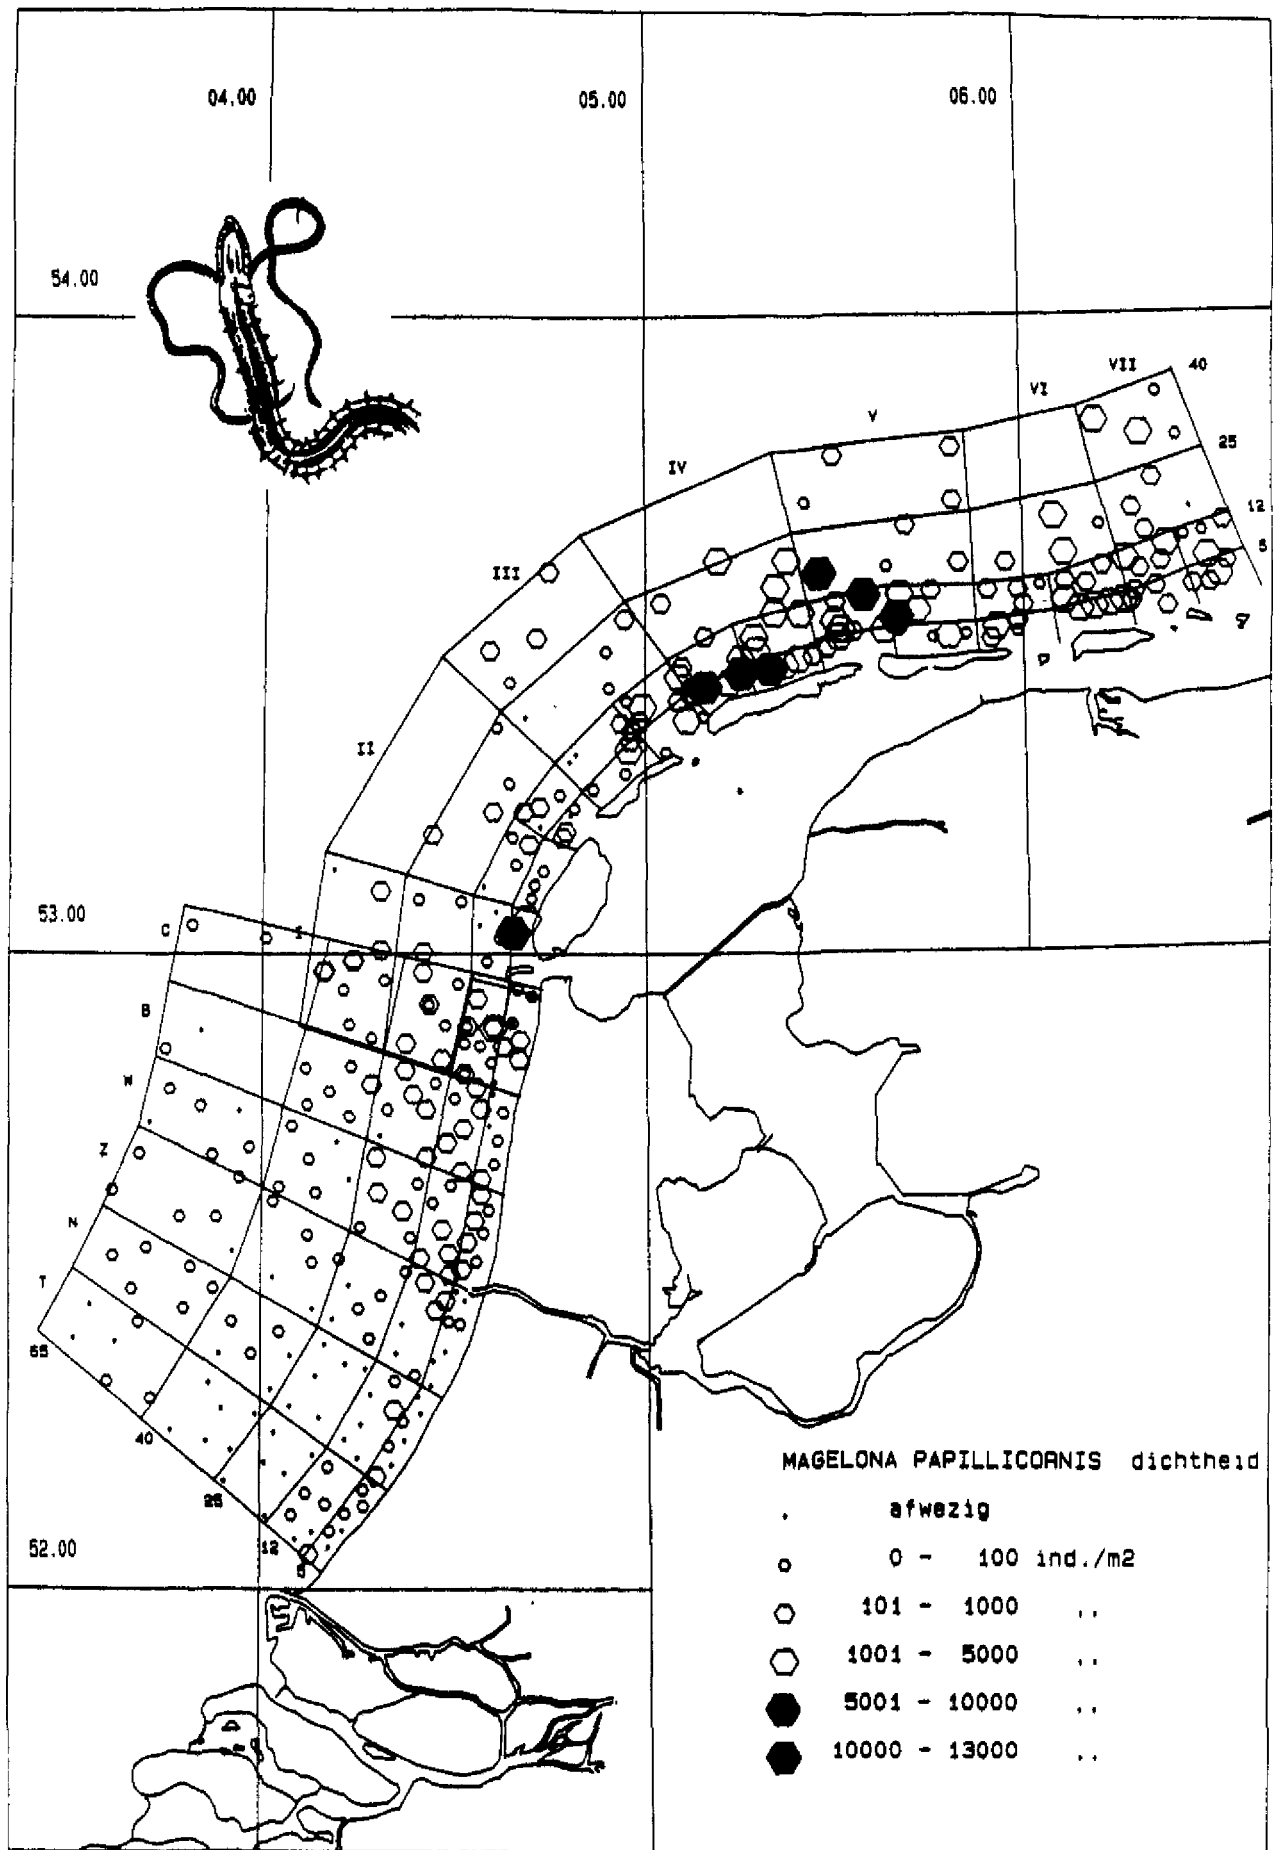 04.00
05.00
06.00
54.00
VII
40
VI
V
25
IV
12
5
III
II
53.00
C
I
B
W
Z
N
T
65
40
25
12
5
52.00
MAGELONA PAPILLICORNIS dichtheid
. afwezig
0 - 100 ind./m2
101 - 1000 ,,
1001 - 5000 ,,
5001 - 10000 ,,
10000 - 13000 ,,